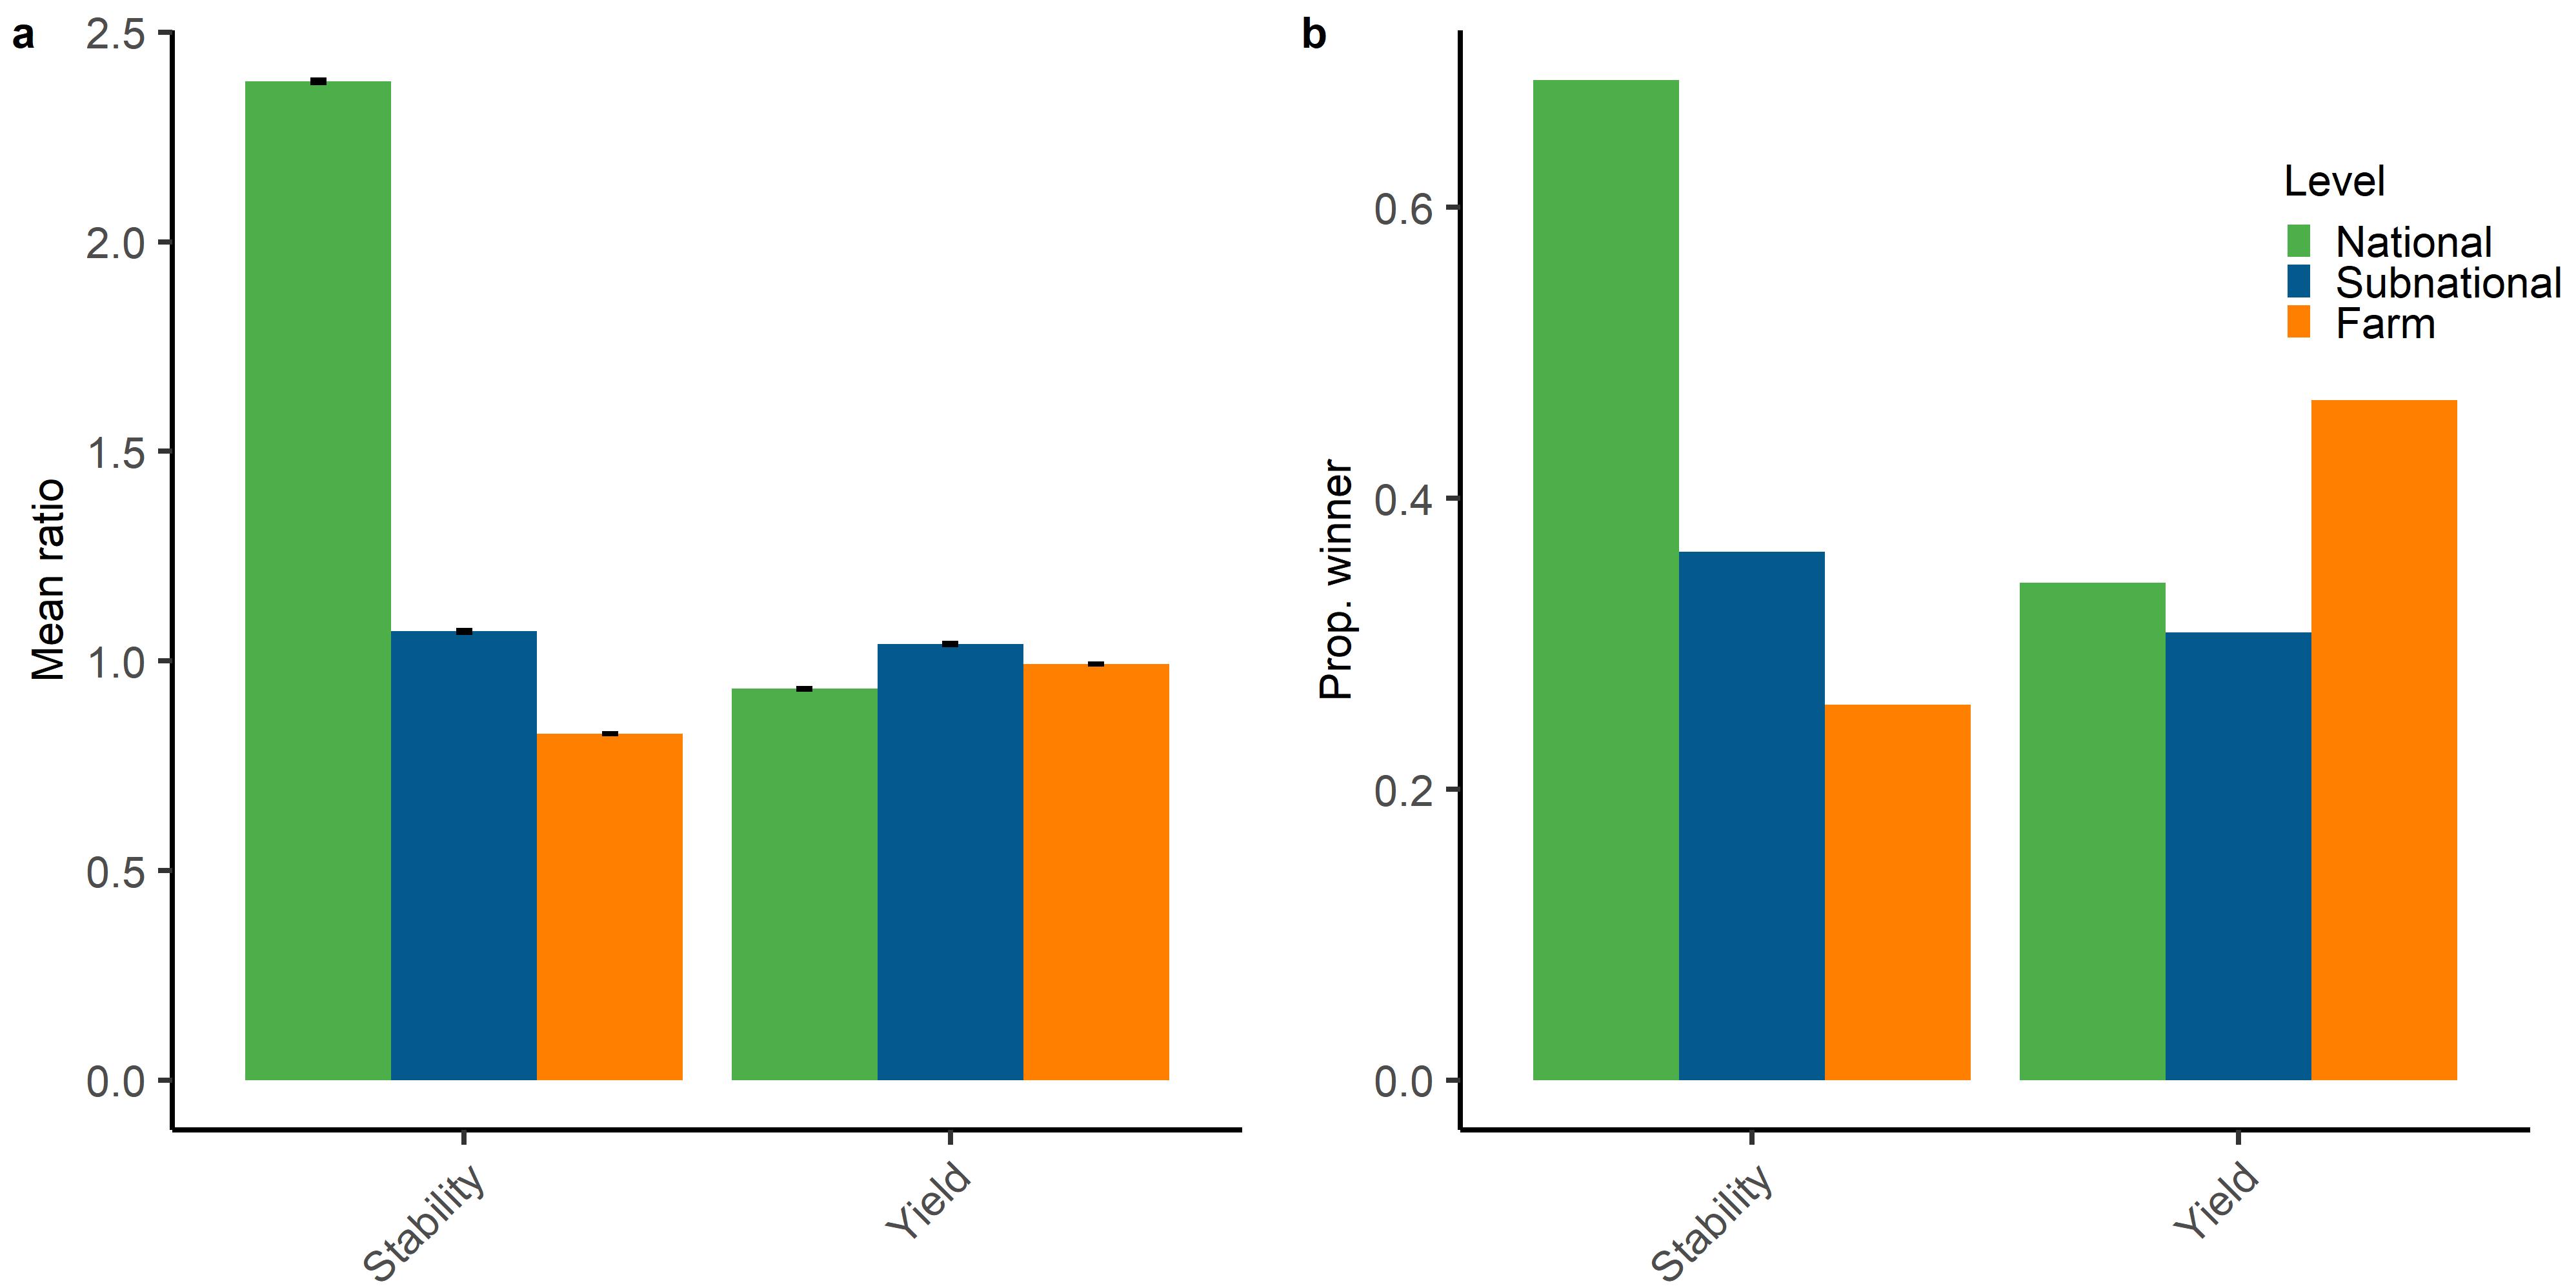 a
2.5
2.0
1.5
1.0
0.5
0.0
Mean ratio
Stability
Yield
b
0.6
0.4
0.2
0.0
Prop. winner
Stability
Yield
Level
National
Subnational
Farm